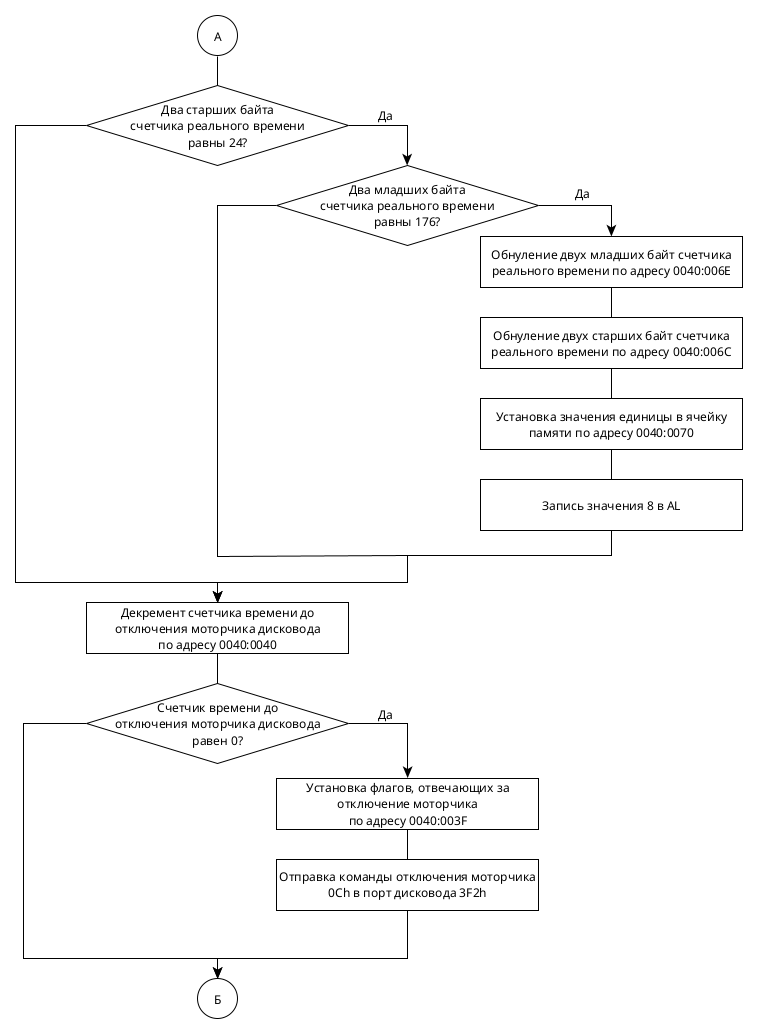 А
Два старших байта
счетчика реального времени
равны 24?
Да
Два младших байта
счетчика реального времени
равны 176?
Да
Обнуление двух младших байт счетчика
реального времени по адресу 0040:006E
Обнуление двух старших байт счетчика
реального времени по адресу 0040:006C
Установка значения единицы в ячейку
памяти по адресу 0040:0070
Запись значения 8 в AL
Декремент счетчика времени до
отключения моторчика дисковода
по адресу 0040:0040
Счетчик времени до
отключения моторчика дисковода
равен 0?
Да
Установка флагов, отвечающих за
отключение моторчика
по адресу 0040:003F
Отправка команды отключения моторчика
0Ch в порт дисковода 3F2h
Б